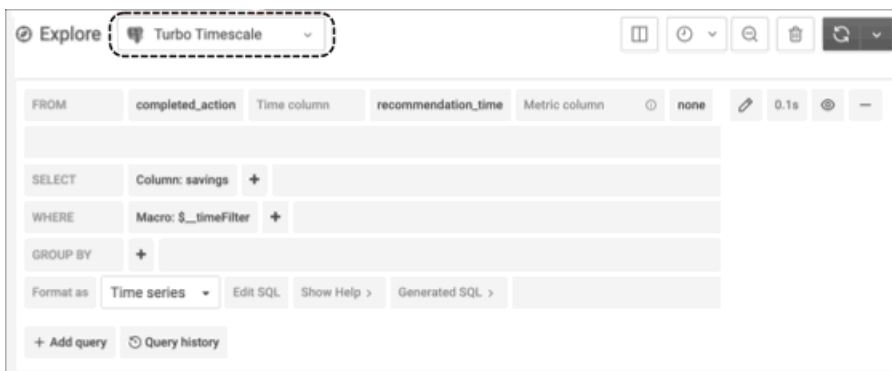 Explore Turbo Timescale
FROM completed_action Time column recommendation_time Metric column none 0.1s
SELECT Column: savings +
WHERE Macro: $__timeFilter +
GROUP BY +
Format as Time series Edit SQL Show Help > Generated SQL >
+ Add query Query history